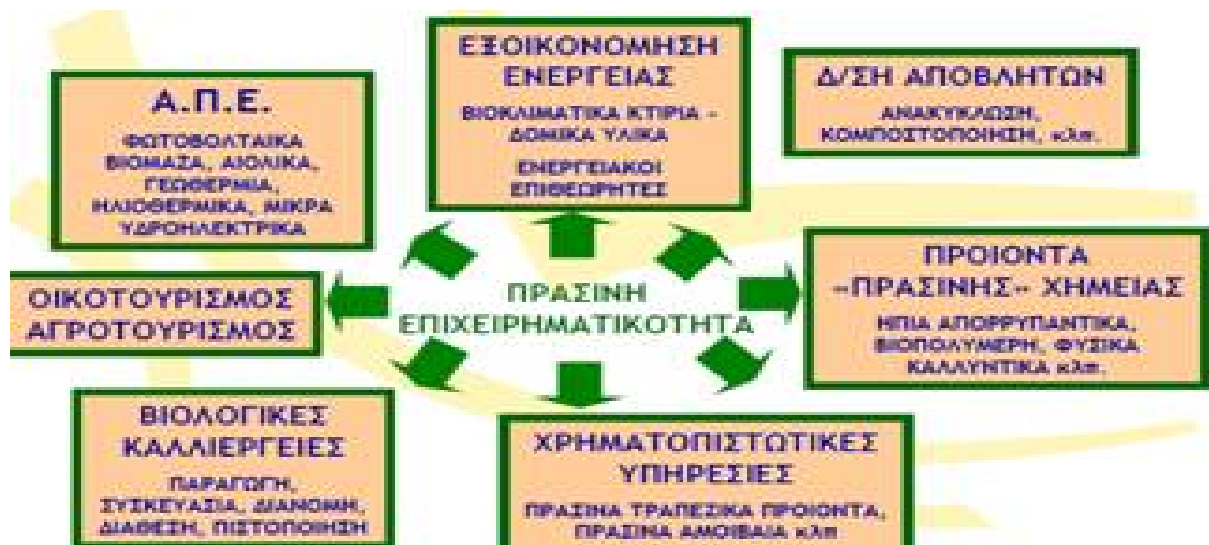 Α.Π.Ε.
ΦΩΤΟΒΟΛΤΑΙΚΑ
ΒΙΟΜΑΖΑ, ΑΙΟΛΙΚΑ,
ΓΕΩΘΕΡΜΙΑ,
ΗΛΙΟΘΕΡΜΙΚΑ, ΜΙΚΡΑ
ΥΔΡΟΗΛΕΚΤΡΙΚΑ
ΕΞΟΙΚΟΝΟΜΗΣΗ
ΕΝΕΡΓΕΙΑΣ
ΒΙΟΚΛΙΜΑΤΙΚΑ ΚΤΙΡΙΑ –
ΔΟΜΙΚΑ ΥΛΙΚΑ
ΕΝΕΡΓΕΙΑΚΟΙ
ΕΠΙΘΕΩΡΗΤΕΣ
Δ/ΣΗ ΑΠΟΒΛΗΤΩΝ
ΑΝΑΚΥΚΛΩΣΗ,
ΚΟΜΠΟΣΤΟΠΟΙΗΣΗ, κλπ.
ΟΙΚΟΤΟΥΡΙΣΜΟΣ
ΑΓΡΟΤΟΥΡΙΣΜΟΣ
ΠΡΑΣΙΝΗ
ΕΠΙΧΕΙΡΗΜΑΤΙΚΟΤΗΤΑ
ΠΡΟΙΟΝΤΑ
«ΠΡΑΣΙΝΗΣ» ΧΗΜΕΙΑΣ
ΗΠΙΑ ΑΠΟΡΡΥΠΑΝΤΙΚΑ,
ΒΙΟΠΟΛΥΜΕΡΗ, ΦΥΣΙΚΑ
ΚΑΛΛΥΝΤΙΚΑ κλπ.
ΒΙΟΛΟΓΙΚΕΣ
ΚΑΛΛΙΕΡΓΕΙΕΣ
ΠΑΡΑΓΩΓΗ,
ΣΥΣΚΕΥΑΣΙΑ, ΔΙΑΝΟΜΗ,
ΔΙΑΘΕΣΗ, ΠΙΣΤΟΠΟΙΗΣΗ
ΧΡΗΜΑΤΟΠΙΣΤΩΤΙΚΕΣ
ΥΠΗΡΕΣΙΕΣ
ΠΡΑΣΙΝΑ ΤΡΑΠΕΖΙΚΑ ΠΡΟΙΟΝΤΑ,
ΠΡΑΣΙΝΑ ΑΜΟΙΒΑΙΑ κλπ